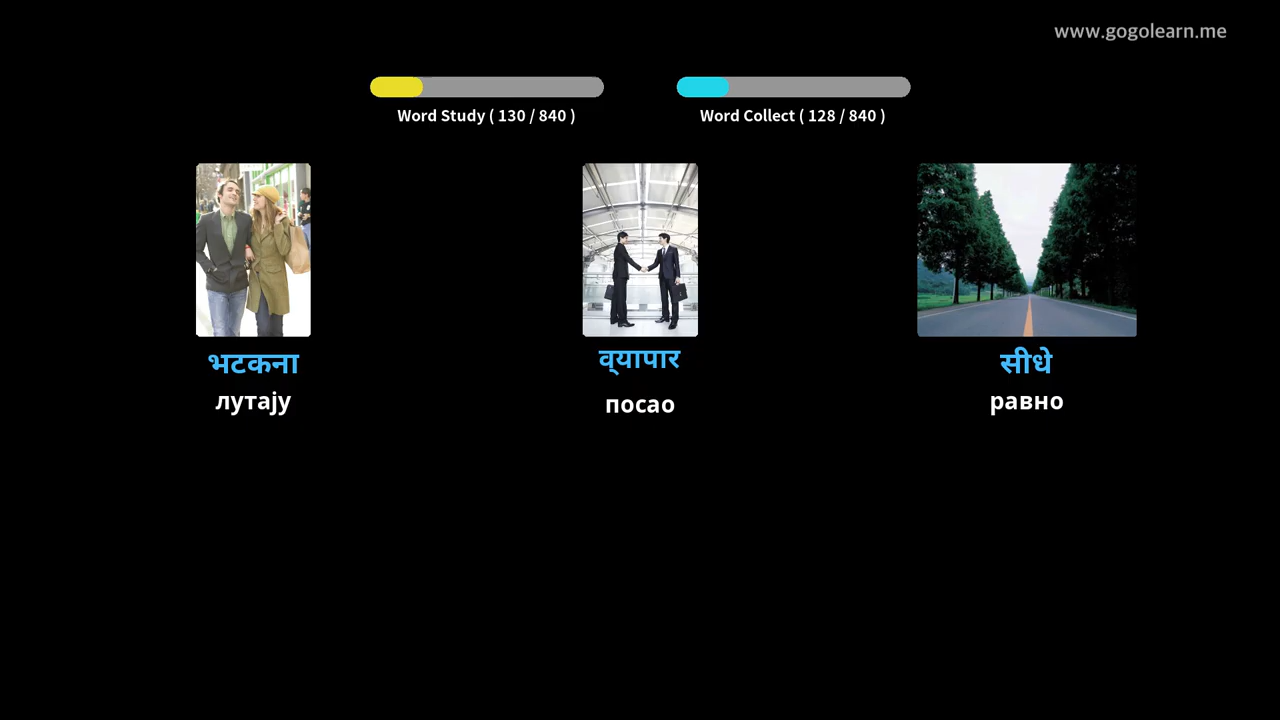 www.gogolearn.me
Word Study ( 130 / 840 )
Word Collect ( 128 / 840 )
भटकना
лутају
व्यापार
посао
सीधे
равно